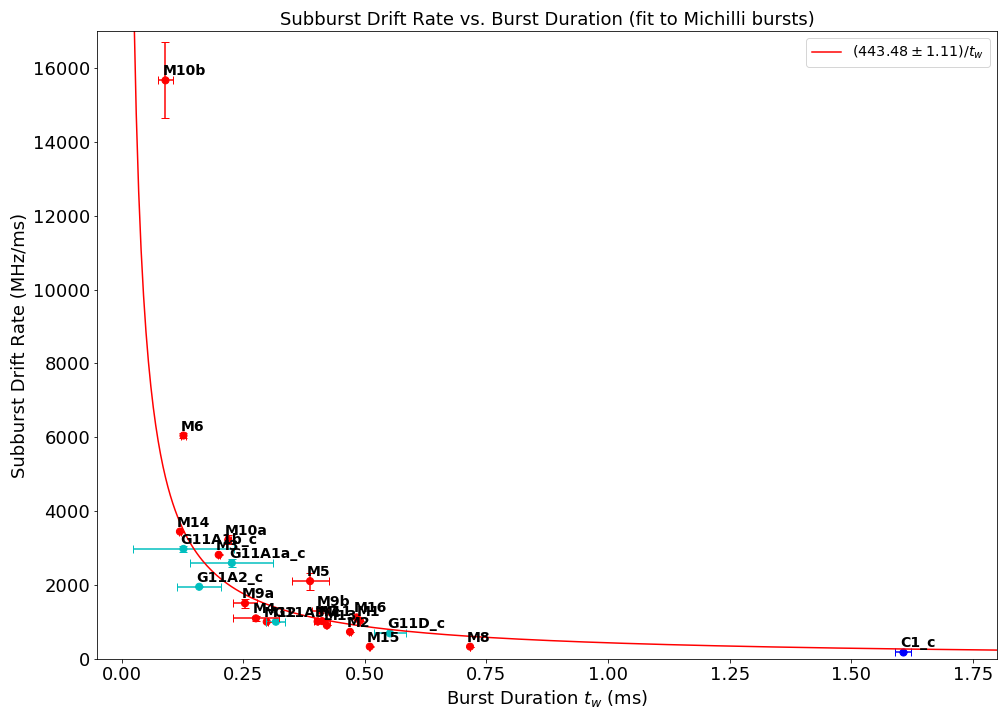 Subburst Drift Rate vs. Burst Duration (fit to Michilli bursts)
(443.48 ± 1.11)/t_w
Subburst Drift Rate (MHz/ms)
16000
14000
12000
10000
8000
6000
4000
2000
0
M10b
M6
M14
M10a
G11A1b_c
M3
G11A1a_c
M5
G11A2_c
M9a
M9b
M4
M16
M1
M2
G11D_c
M15
M8
C1_c
0.00
0.25
0.50
0.75
1.00
1.25
1.50
1.75
Burst Duration t_w (ms)